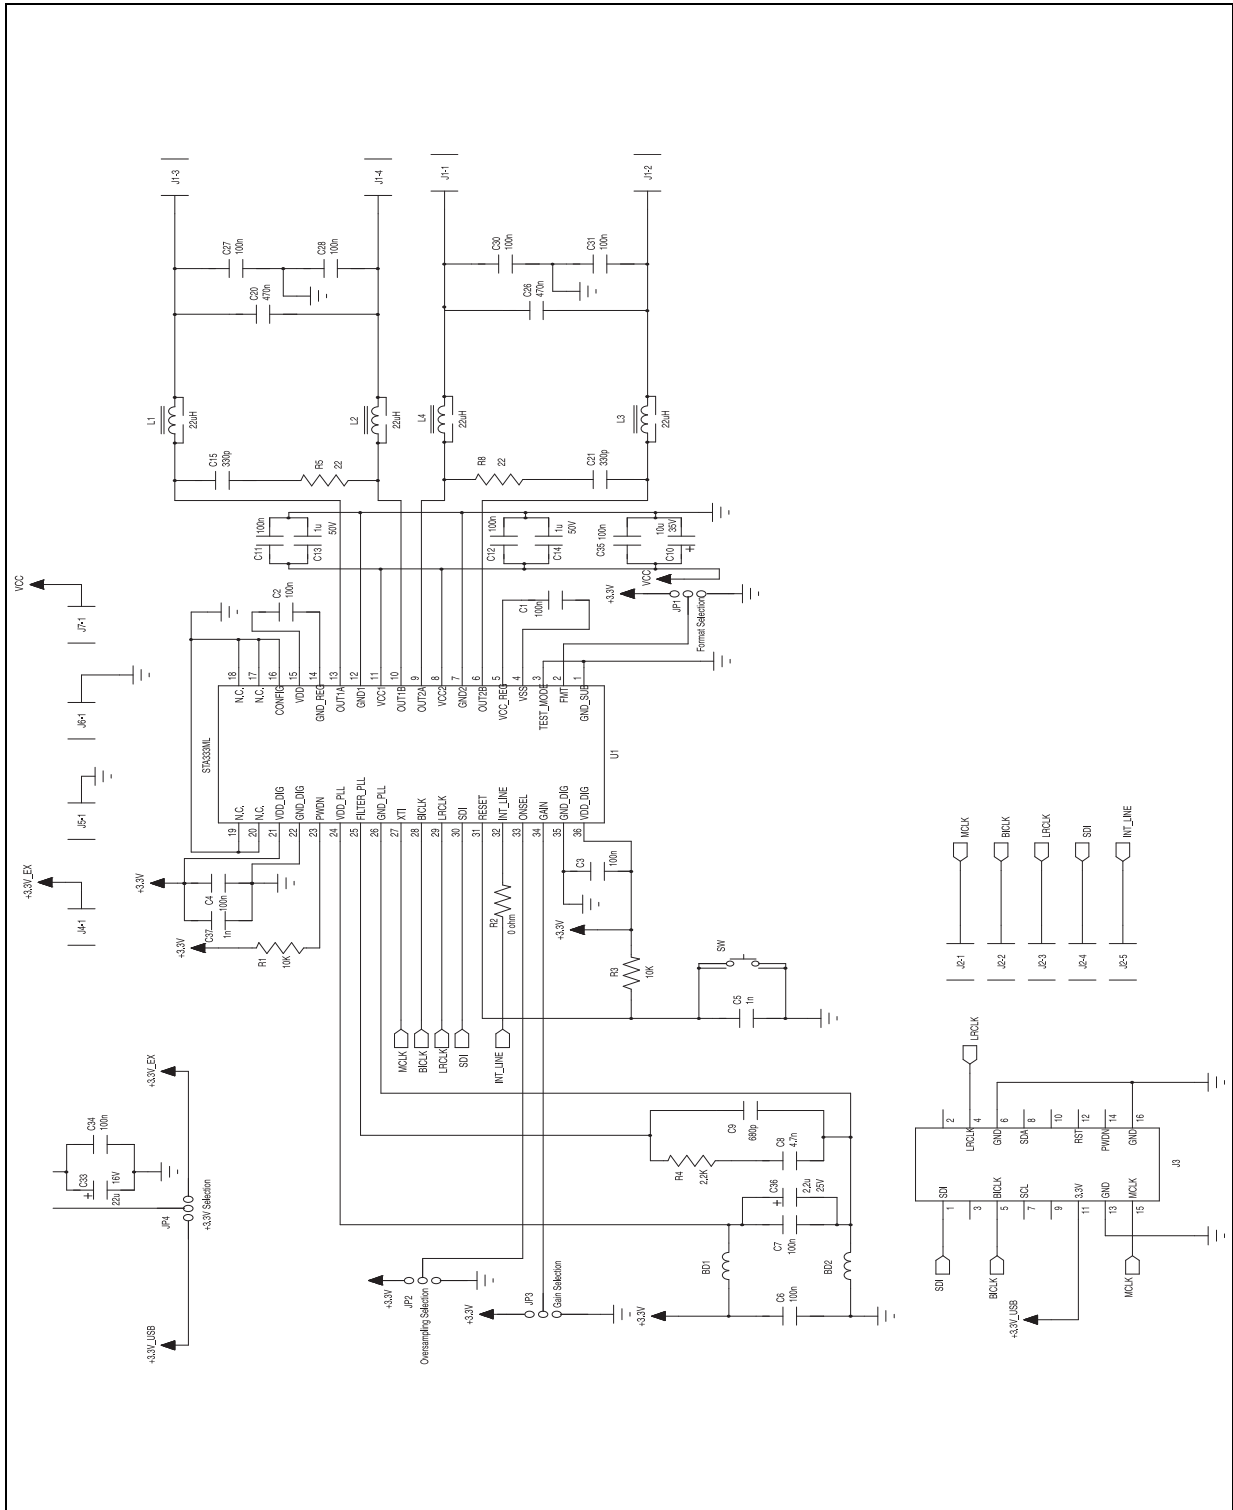 J1-3
J1-4
J1-1
J1-2
C27
100n
C28
100n
C20
470n
C30
100n
C31
100n
C26
470n
L1
22uH
L2
22uH
L4
22uH
L3
22uH
C15
330p
R5
22
R8
22
C21
330p
C11
100n
C13
1u
50V
C12
100n
C14
1u
50V
C35
100n
C10
10u
35V
VCC
J7-1
J6-1
J5-1
+3.3V_EX
J4-1
C2
100n
C1
100n
VCC
+3.3V
JP1
Format Selection
STA333ML
U1
18 N.C.
17 N.C.
16 CONFIG
15 VDD
14 GND_REG
13 OUT1A
12 GND1
11 VCC1
10 OUT1B
9 OUT2A
8 VCC2
7 GND2
6 OUT2B
5 VCC_REG
4 VSS
3 TEST_MODE
2 FMT
1 GND_SUB
19 N.C.
20 N.C.
21 VDD_DIG
22 GND_DIG
23 PWDN
24 VDD_PLL
25 FILTER_PLL
26 GND_PLL
27 XTI
28 BICLK
29 LRCLK
30 SDI
31 RESET
32 INT_LINE
33 ONSEL
34 GAIN
35 GND_DIG
36 VDD_DIG
+3.3V
C4
100n
C37
1n
+3.3V
R1
10K
R2
0 ohm
C3
100n
+3.3V
R3
10K
SW
C5
1n
MCLK
BICLK
LRCLK
SDI
INT_LINE
C34
100n
C33
22u
16V
+3.3V_EX
JP4
+3.3V Selection
+3.3V_USB
C9
680p
R4
2.2K
C8
4.7n
C36
2.2u
25V
C7
100n
BD1
BD2
C6
100n
+3.3V
JP2
Oversampling Selection
+3.3V
JP3
Gain Selection
+3.3V
J2-1
MCLK
J2-2
BICLK
J2-3
LRCLK
J2-4
SDI
J2-5
INT_LINE
LRCLK
2
4 LRCLK
6 GND
8 SDA
10
12 RST
14 PWDN
16 GND
J3
1 SDI
3
5 BICLK
7 SCL
9
11 3.3V
13 GND
15 MCLK
SDI
BICLK
+3.3V_USB
MCLK